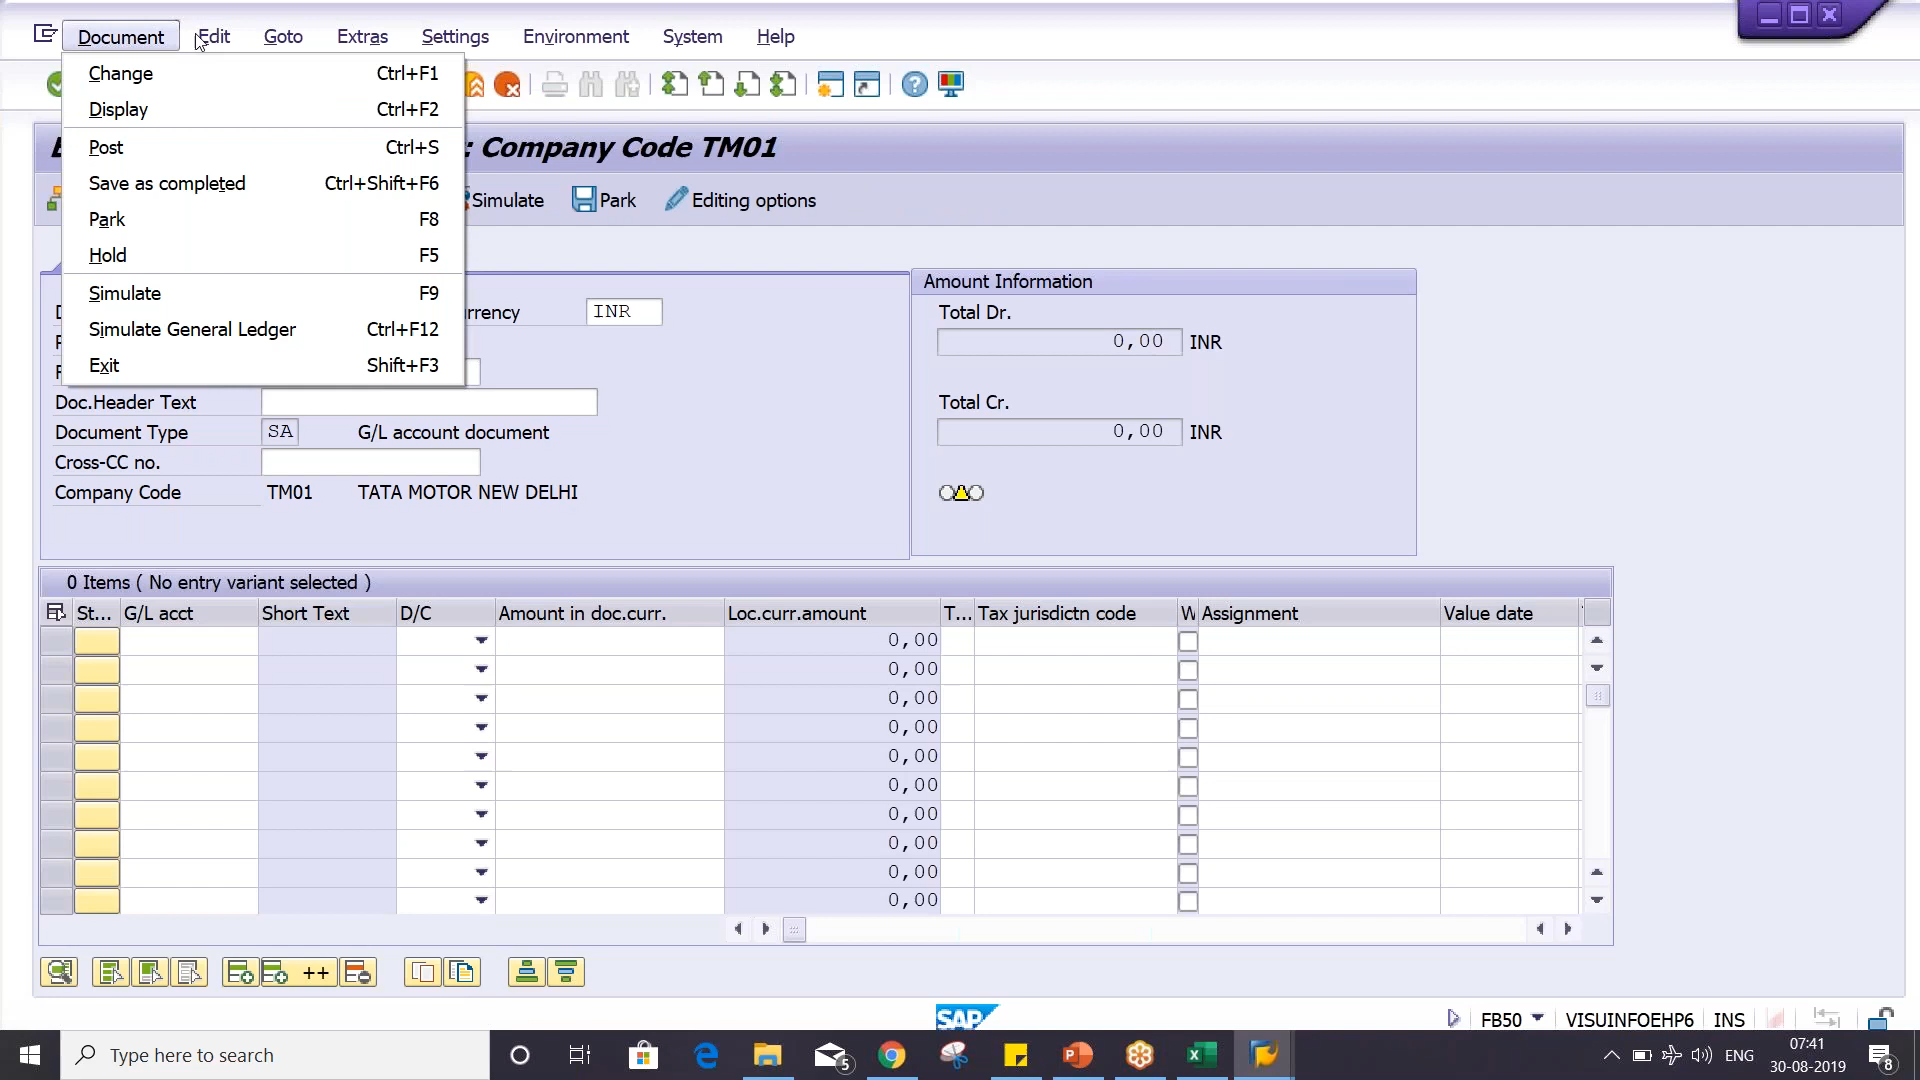 Document Edit Goto Extras Settings Environment System Help
Change Ctrl+F1
Display Ctrl+F2
Post Ctrl+S
Save as completed Ctrl+Shift+F6
Park F8
Hold F5
Simulate F9
Simulate General Ledger Ctrl+F12
Exit Shift+F3
: Company Code TM01
Simulate Park Editing options
rrency INR
Doc.Header Text
Document Type SA G/L account document
Cross-CC no.
Company Code TM01 TATA MOTOR NEW DELHI
Amount Information
Total Dr.
0,00 INR
Total Cr.
0,00 INR
0 Items ( No entry variant selected )
St... G/L acct Short Text D/C Amount in doc.curr. Loc.curr.amount T... Tax jurisdictn code W Assignment Value date
0,00
0,00
0,00
0,00
0,00
0,00
0,00
0,00
0,00
0,00
++
SAP FB50 VISUINFOEHP6 INS
Type here to search 5 ENG 07:41
30-08-2019 8